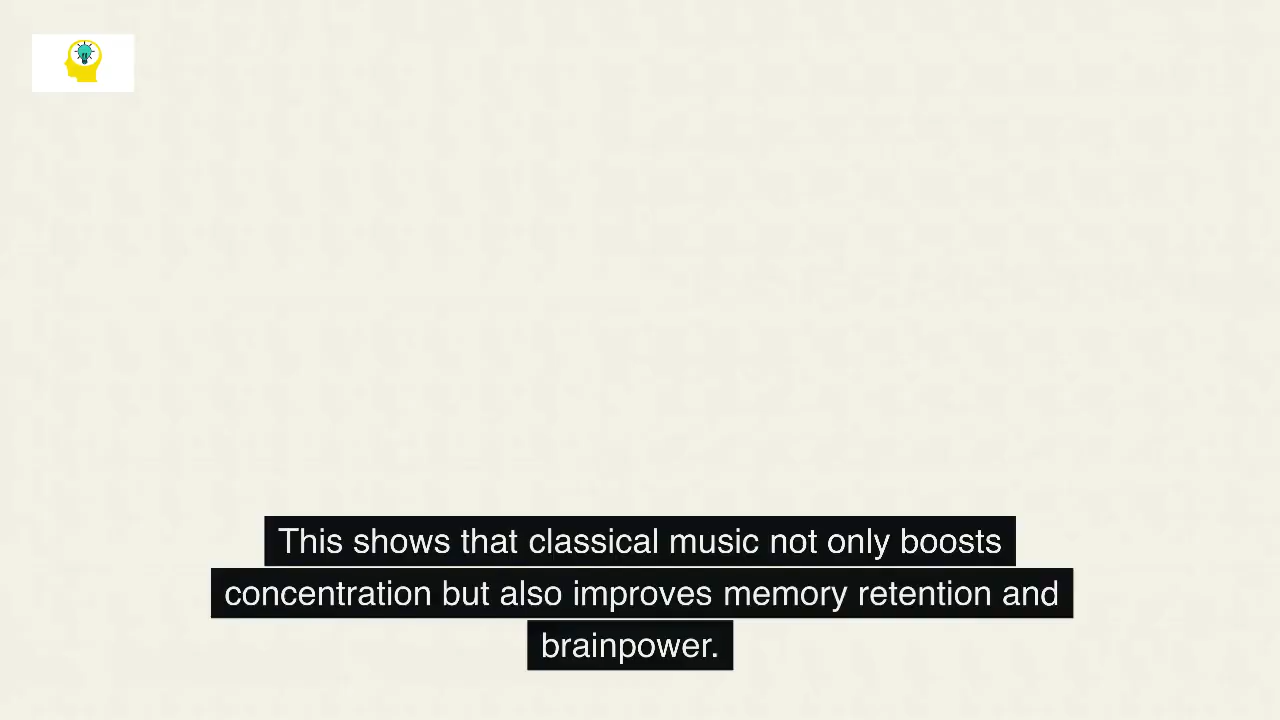 This shows that classical music not only boosts
concentration but also improves memory retention and
brainpower.